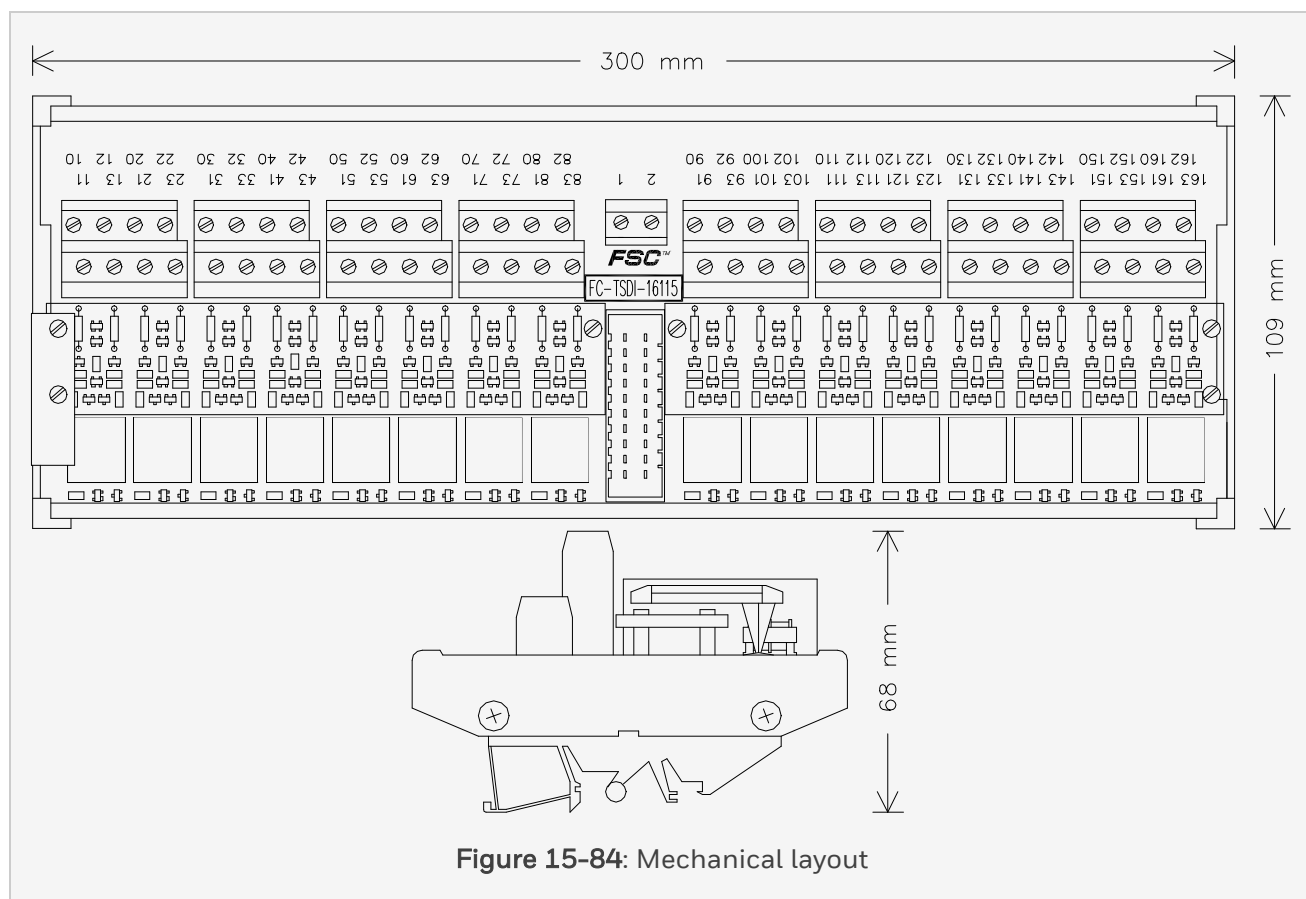 300 mm
10 12 20 22 30 32 40 42 50 52 60 62 70 72 80 82 90 92 100 102 110 112 120 122 130 132 140 142 150 152 160 162
11 13 21 23 31 33 41 43 51 53 61 63 71 73 81 83 1 2 91 93 101 103 111 113 121 123 131 133 141 143 151 153 161 163
FSC™
FC-TSDI-16115
109 mm
68 mm
Figure 15-84: Mechanical layout